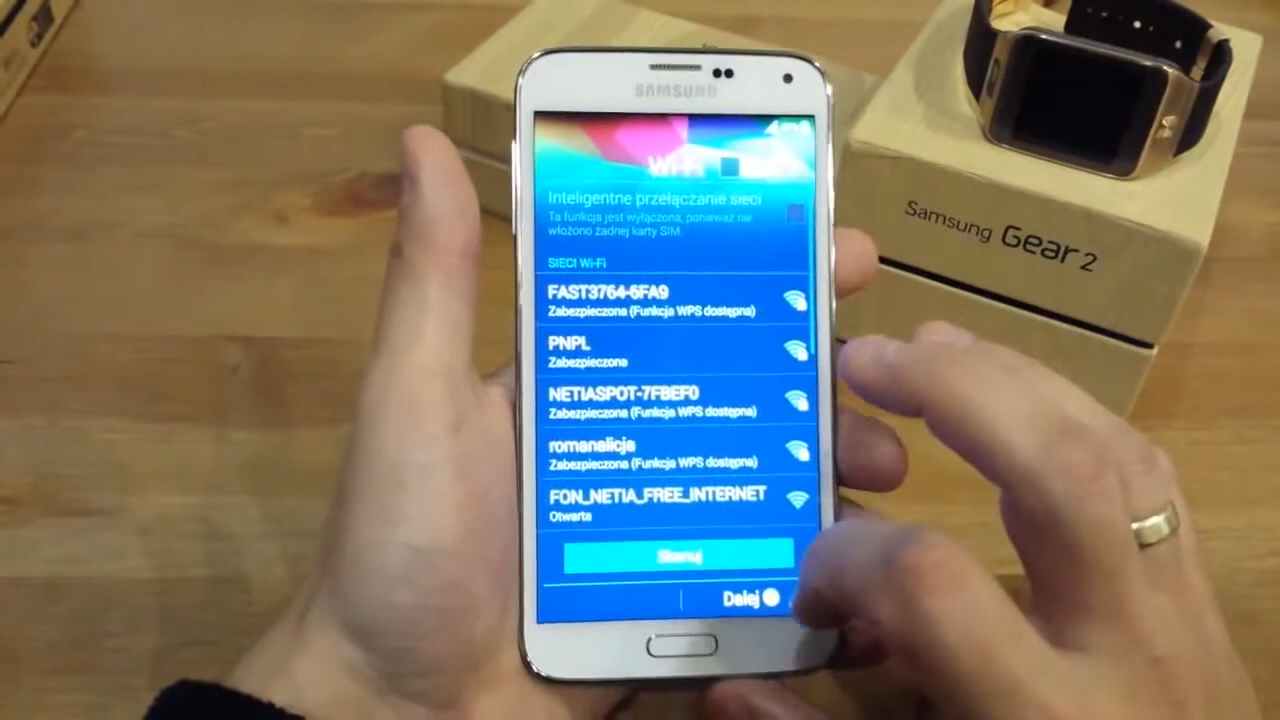 SAMSUNG
Wi-Fi
Inteligentne przełączanie sieci
Ta funkcja jest wyłączona, ponieważ nie
włożono żadnej karty SIM.
SIECI Wi-Fi
FAST3764-6FA9
Zabezpieczona (Funkcja WPS dostępna)
PNPL
Zabezpieczona
NETIASPOT-7FBEF0
Zabezpieczona (Funkcja WPS dostępna)
romanalicja
Zabezpieczona (Funkcja WPS dostępna)
FON_NETIA_FREE_INTERNET
Otwarta
Skanuj
Dalej
Samsung Gear 2